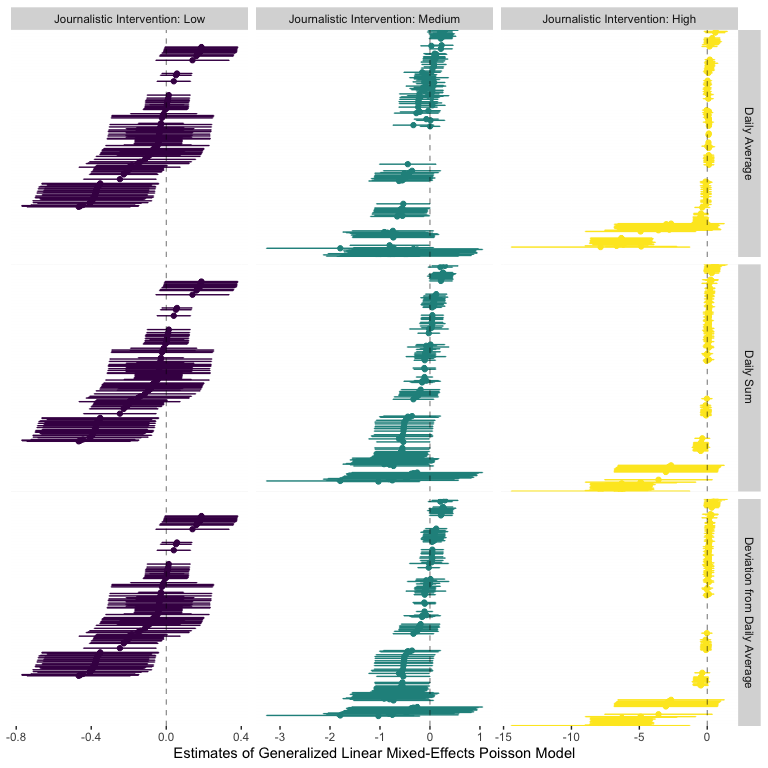 Journalistic Intervention: Low
Journalistic Intervention: Medium
Journalistic Intervention: High
Daily Average
Daily Sum
Deviation from Daily Average
-0.8 -0.4 0.0 0.4
-3 -2 -1 0 1
-15 -10 -5 0
Estimates of Generalized Linear Mixed-Effects Poisson Model